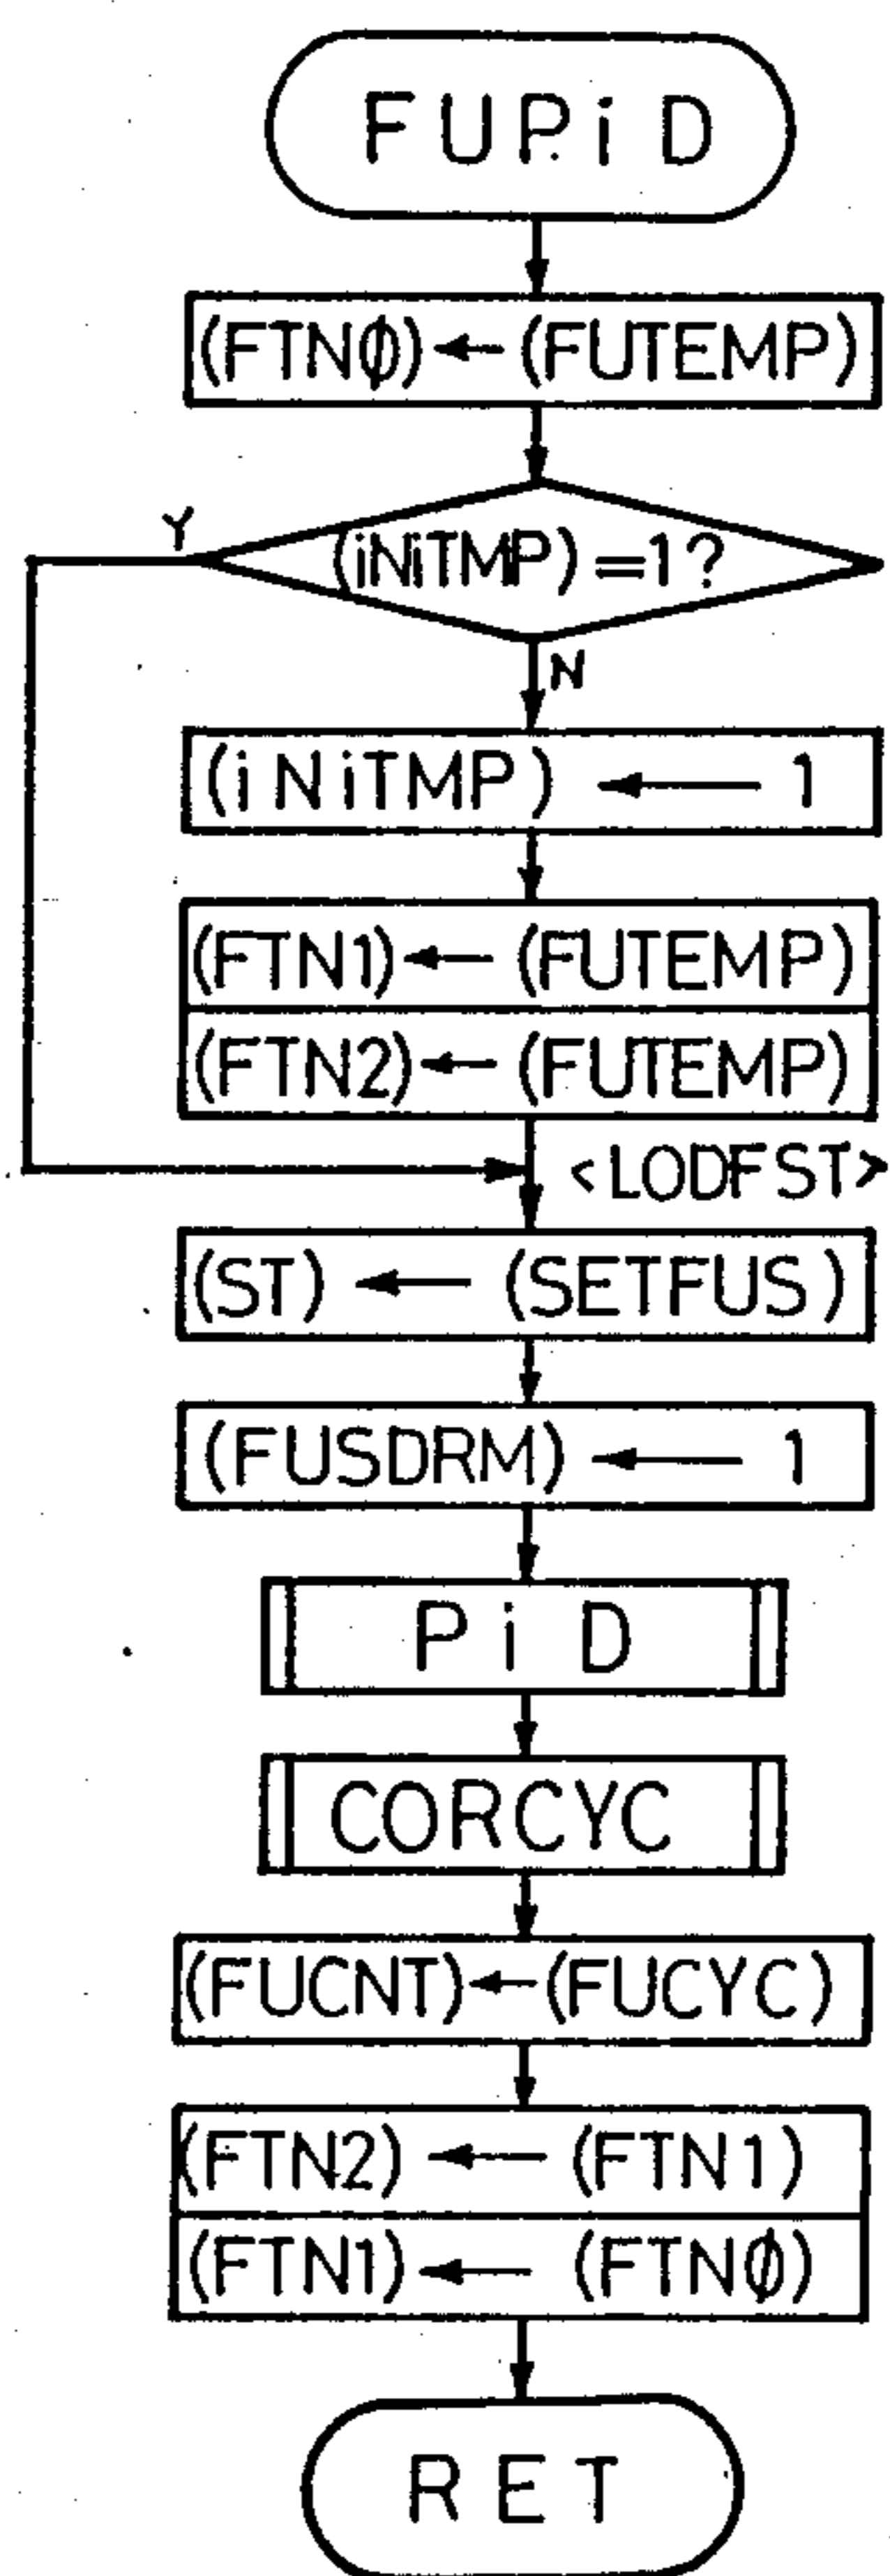 FUPiD
(FTNØ)←(FUTEMP)
Y
(iNiTMP)=1?
N
(iNiTMP) ← 1
(FTN1)←(FUTEMP)
(FTN2)←(FUTEMP)
<LODFST>
(ST) ← (SETFUS)
(FUSDRM) ← 1
PiD
CORCYC
(FUCNT)←(FUCYC)
(FTN2) ← (FTN1)
(FTN1) ← (FTNØ)
RET